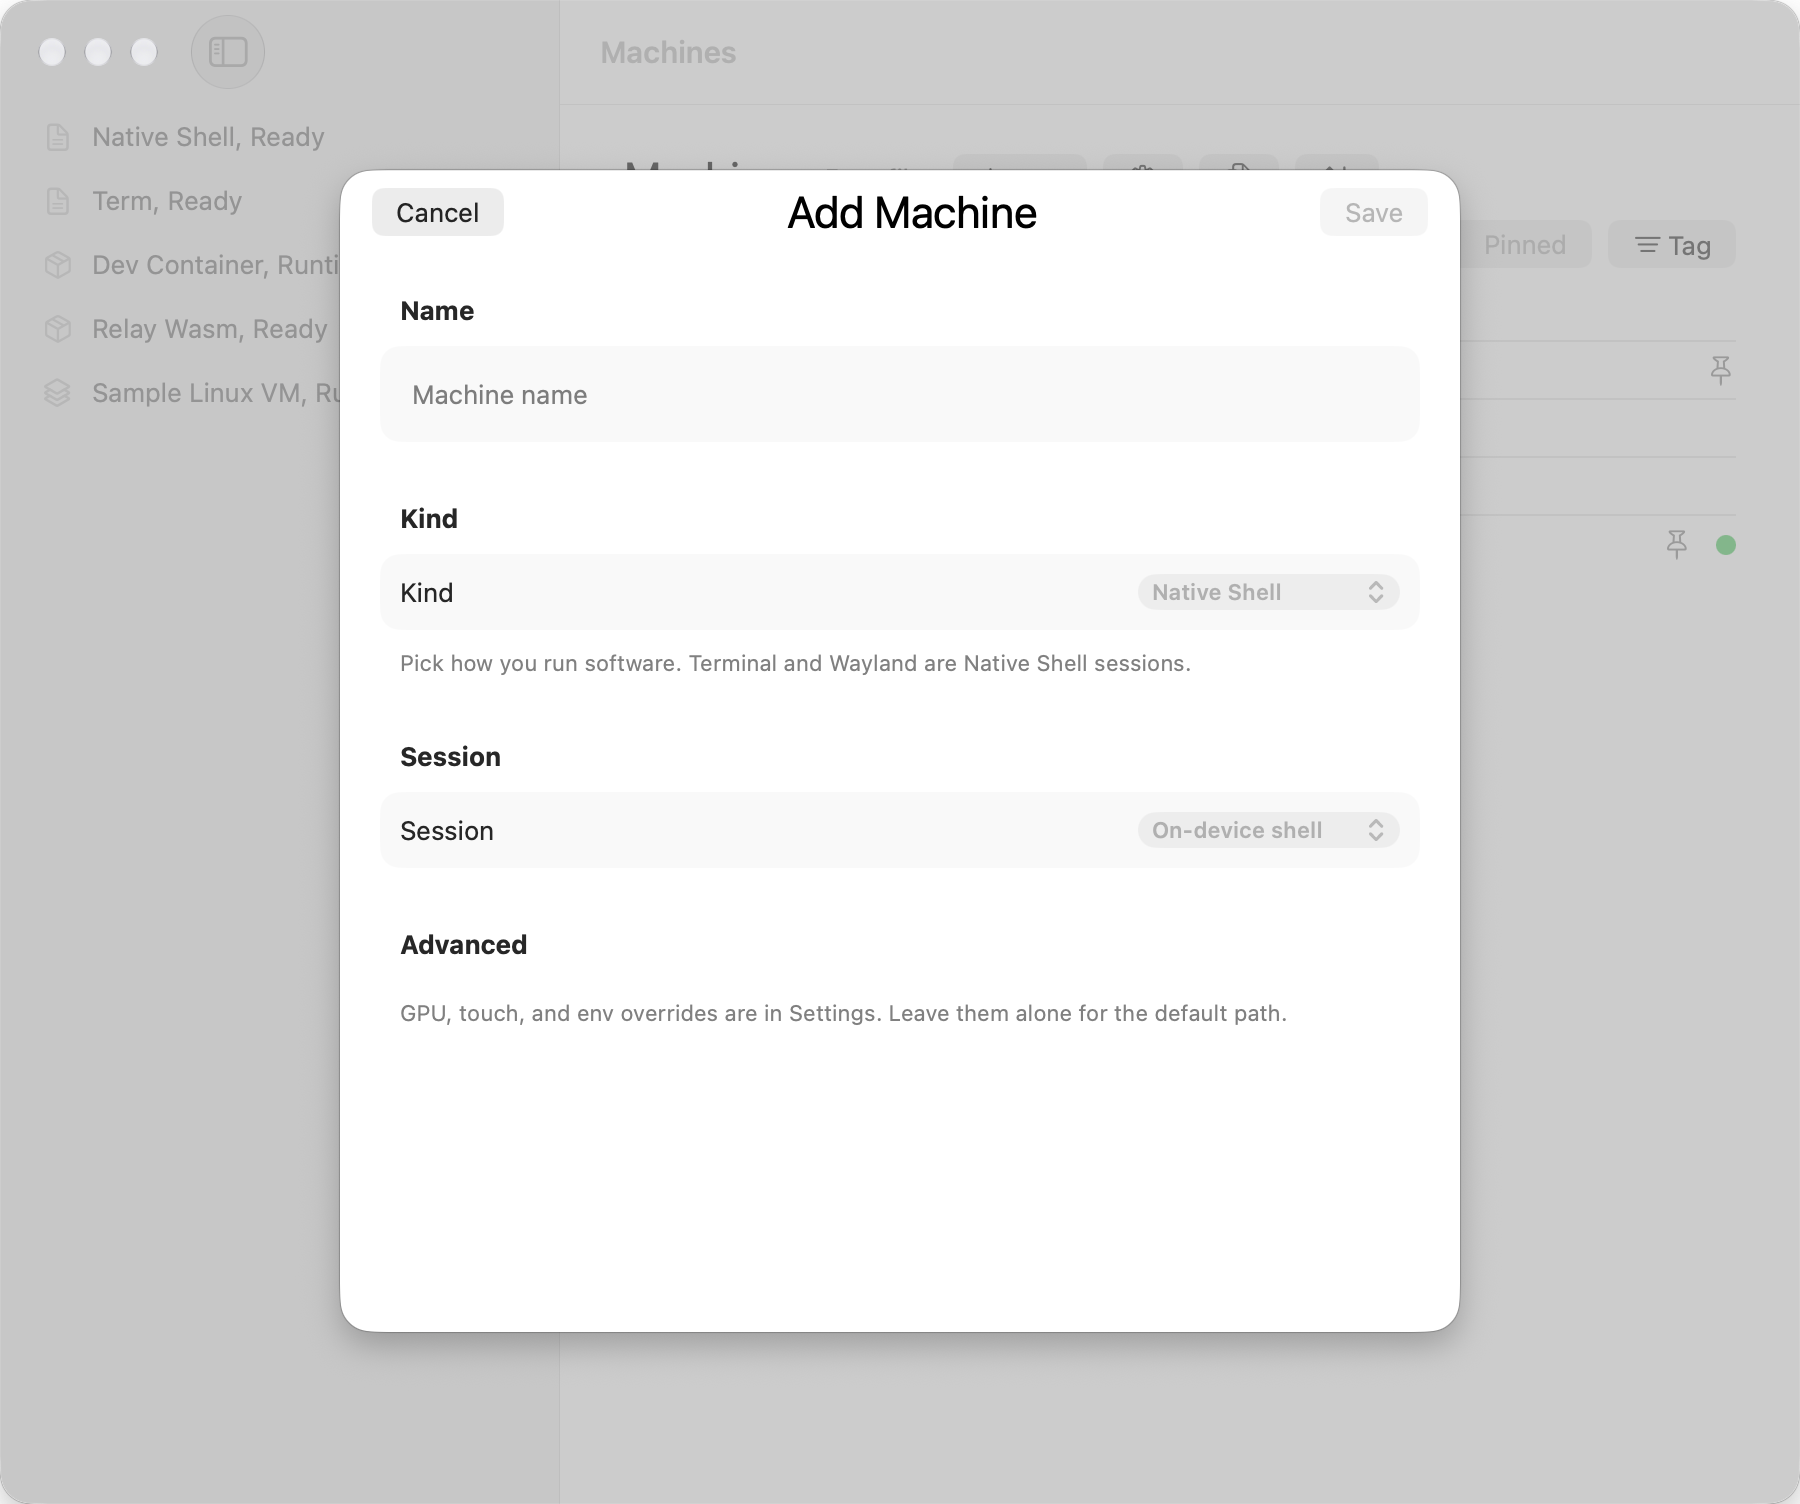 Machines
Native Shell, Ready
Term, Ready
Dev Container,
Relay Wasm, Ready
Sample Linux VM,
Pinned
Tag
Cancel
Add Machine
Save
Name
Machine name
Kind
Kind
Native Shell
Pick how you run software. Terminal and Wayland are Native Shell sessions.
Session
Session
On-device shell
Advanced
GPU, touch, and env overrides are in Settings. Leave them alone for the default path.